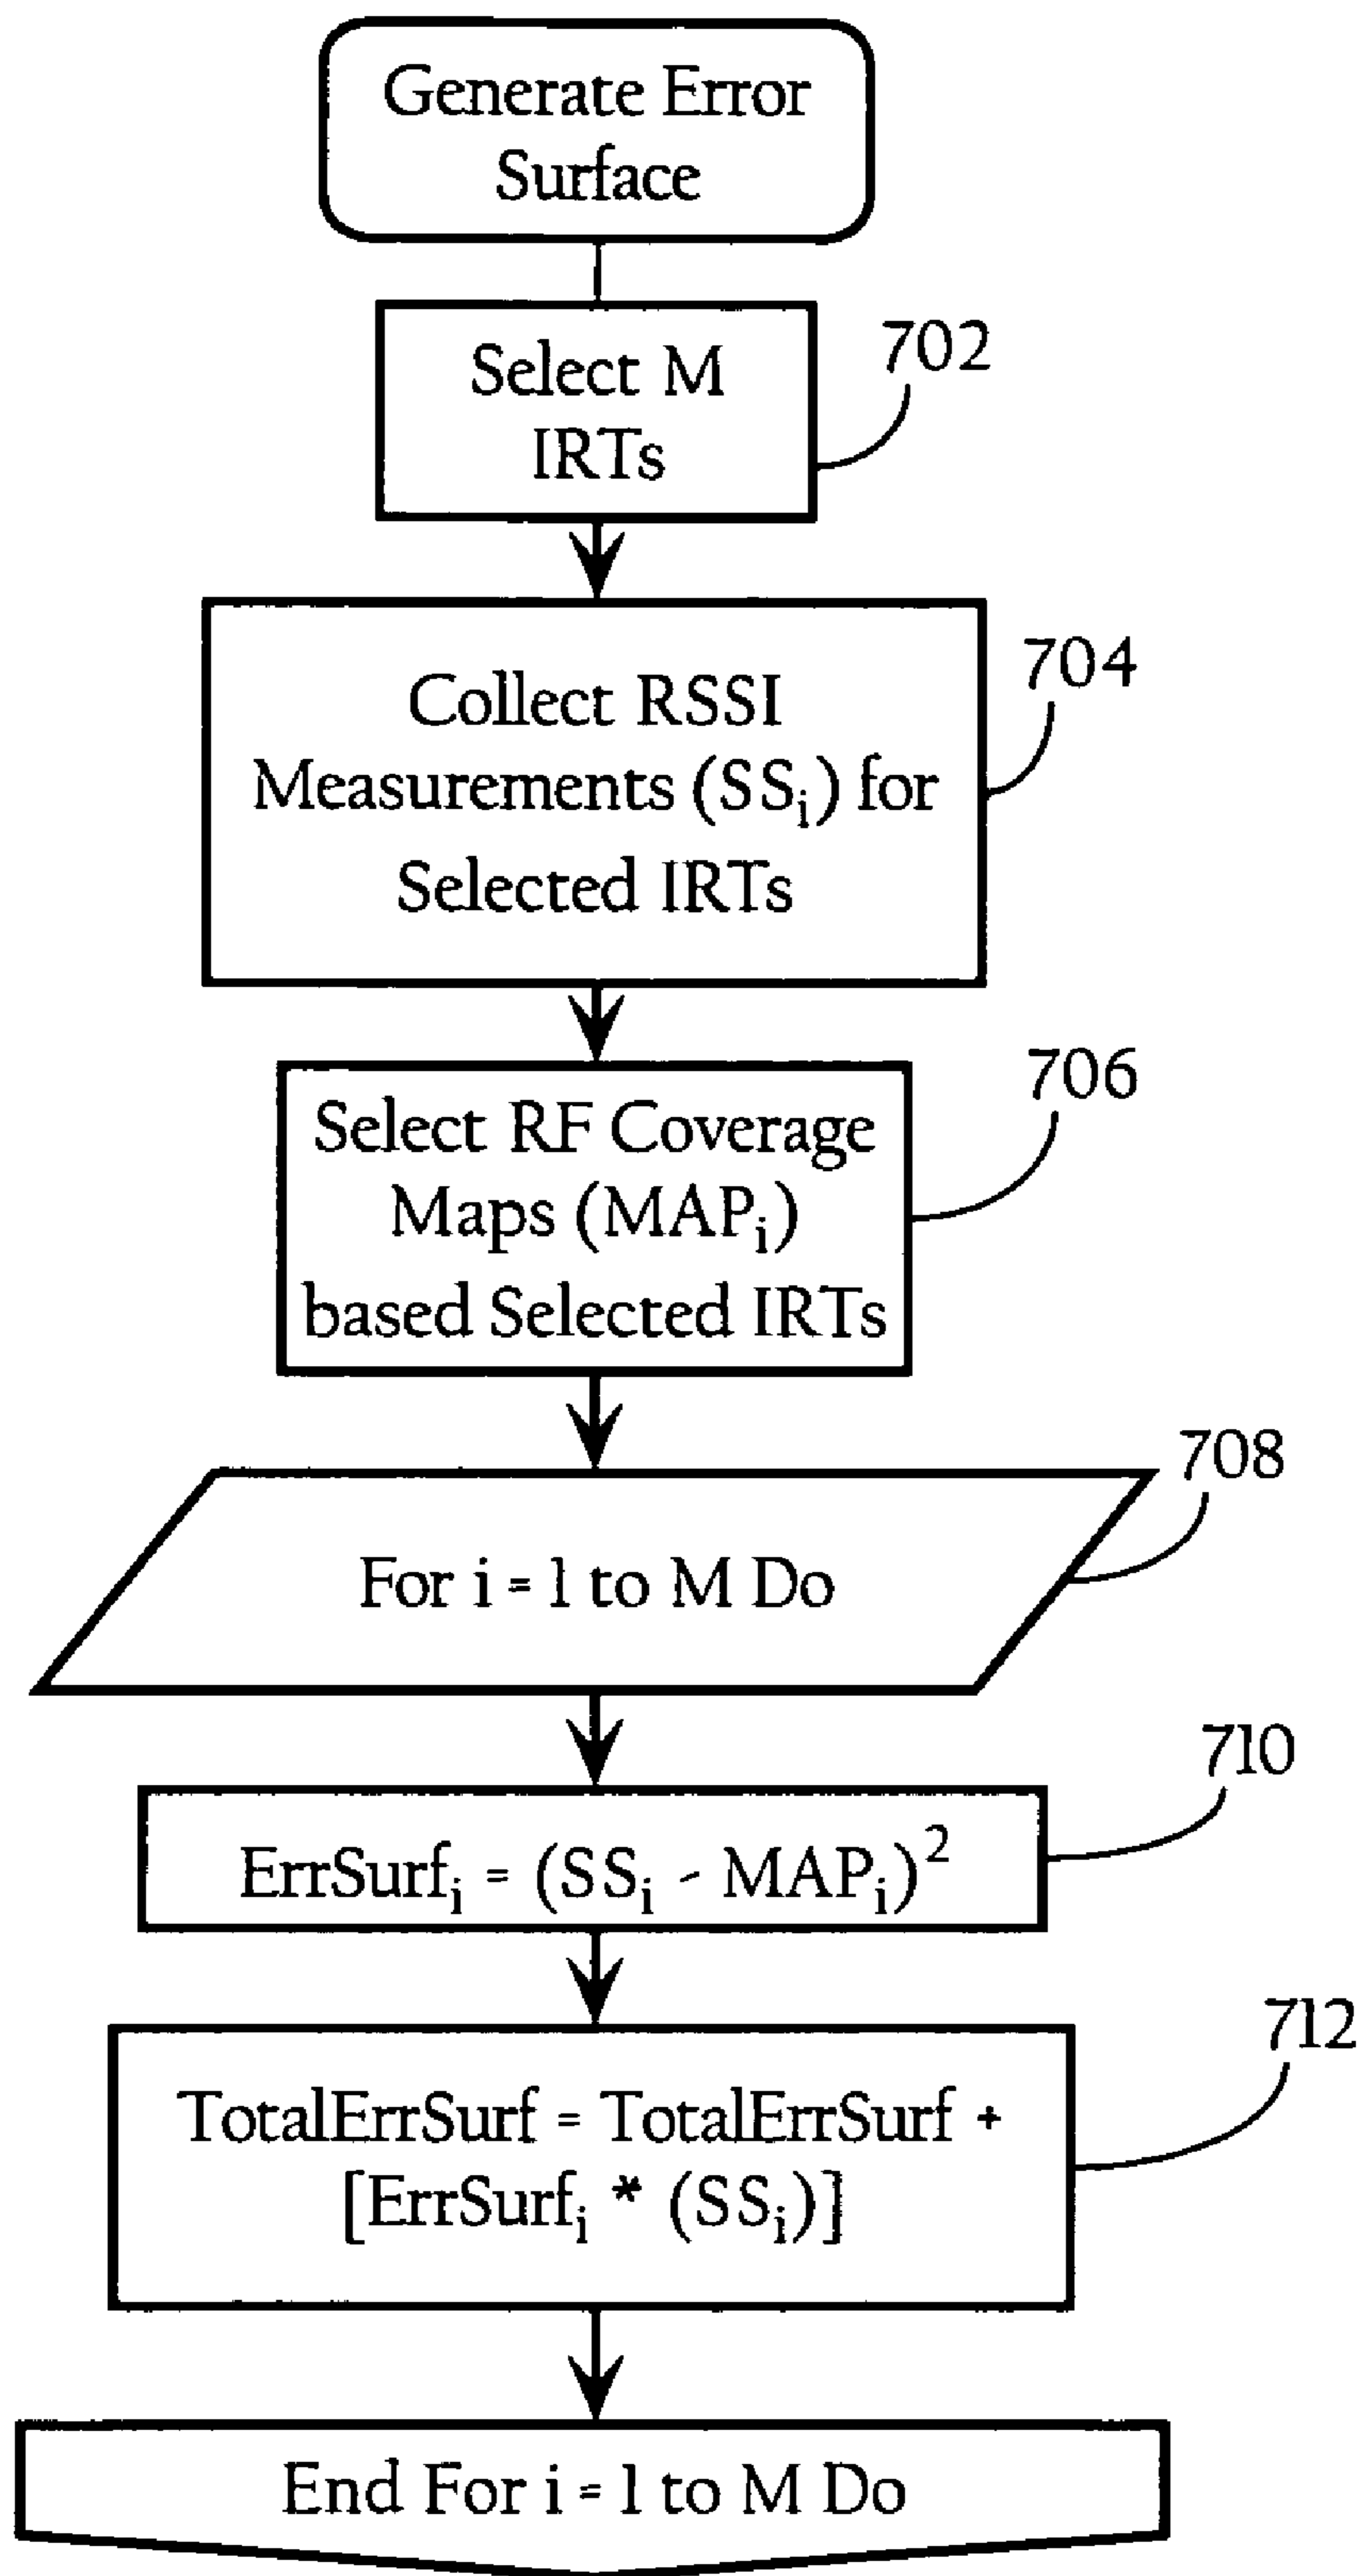 Generate Error
Surface
Select M
IRTs
702
Collect RSSI
Measurements (SSᵢ) for
Selected IRTs
704
Select RF Coverage
Maps (MAPᵢ)
based Selected IRTs
706
For i = 1 to M Do
708
ErrSurfᵢ = (SSᵢ - MAPᵢ)²
710
TotalErrSurf = TotalErrSurf +
[ErrSurfᵢ * (SSᵢ)]
712
End For i = 1 to M Do